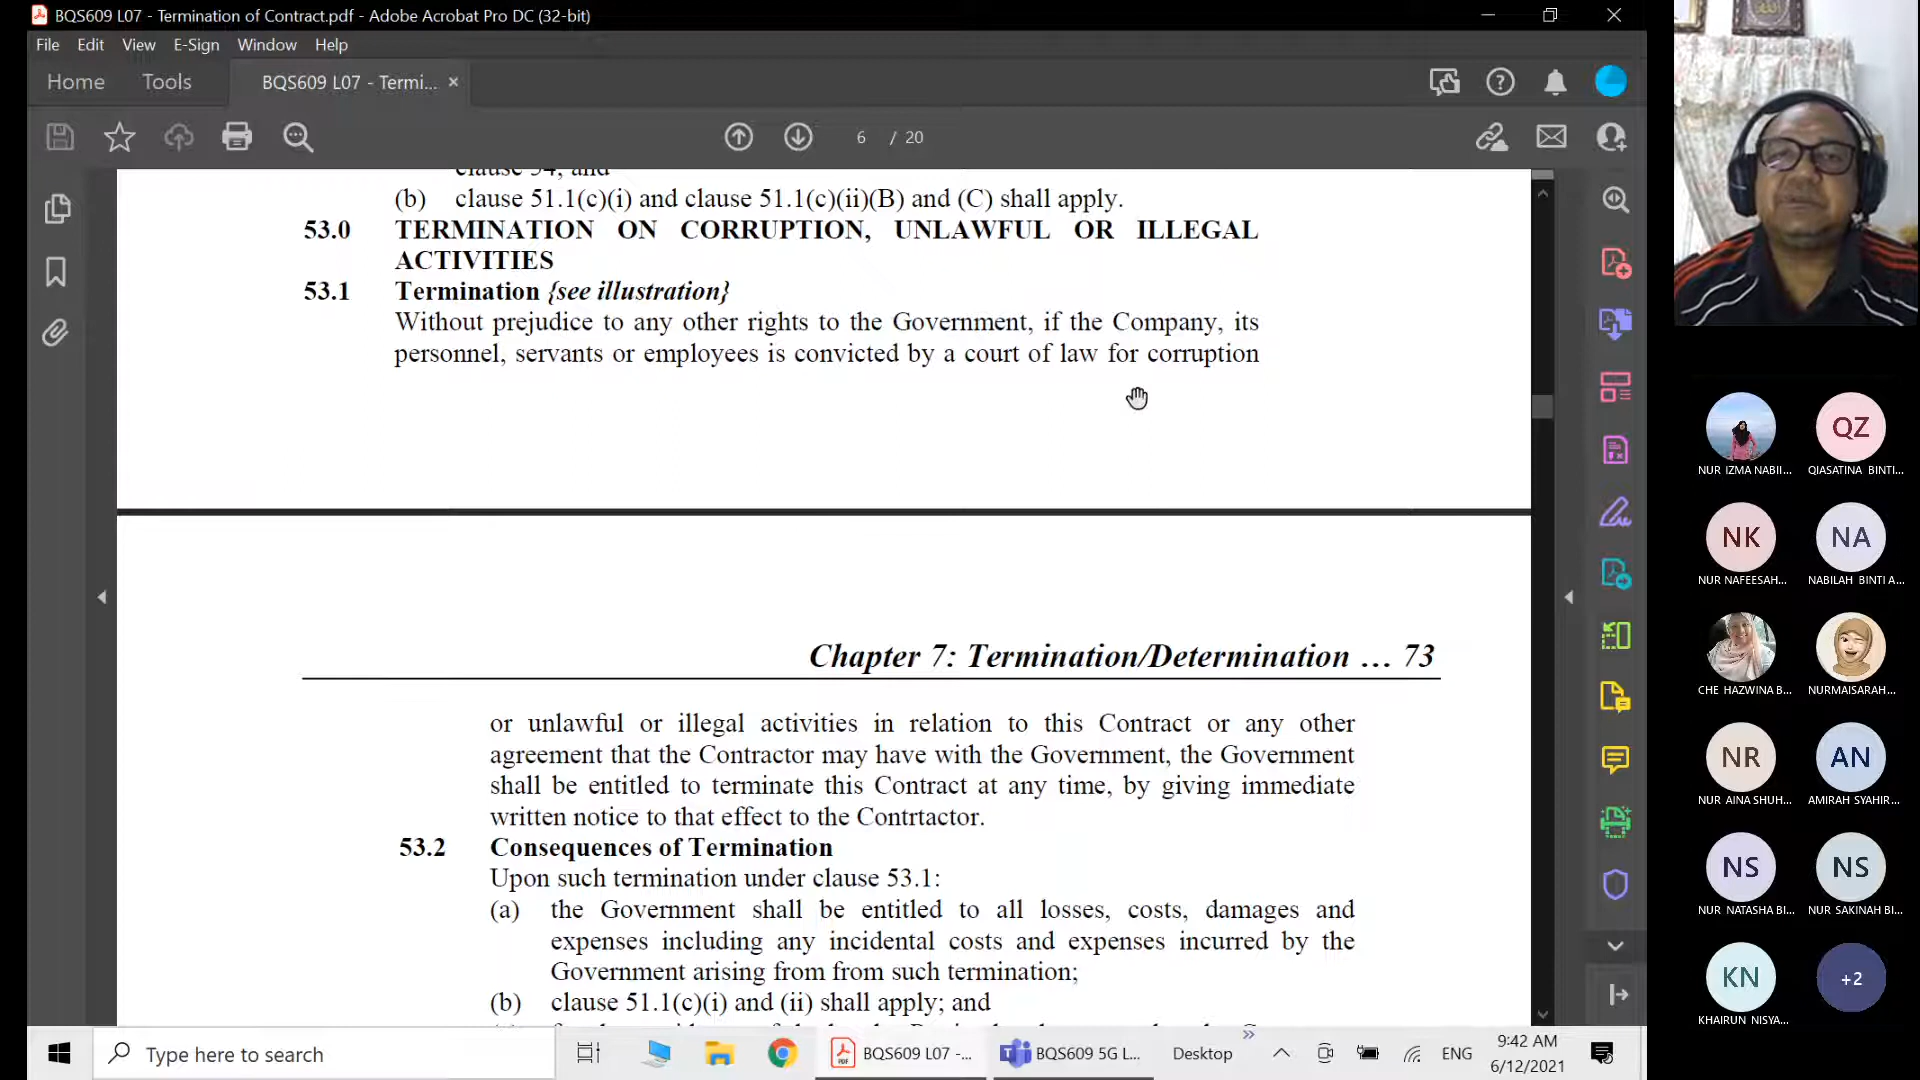 BQS609 L07 - Termination of Contract.pdf - Adobe Acrobat Pro DC (32-bit)
File Edit View E-Sign Window Help
Home Tools BQS609 L07 - Termi... ×
6 / 20
clause 54; and
(b) clause 51.1(c)(i) and clause 51.1(c)(ii)(B) and (C) shall apply.
53.0 TERMINATION ON CORRUPTION, UNLAWFUL OR ILLEGAL
ACTIVITIES
53.1 Termination {see illustration}
Without prejudice to any other rights to the Government, if the Company, its
personnel, servants or employees is convicted by a court of law for corruption
Chapter 7: Termination/Determination … 73
or unlawful or illegal activities in relation to this Contract or any other
agreement that the Contractor may have with the Government, the Government
shall be entitled to terminate this Contract at any time, by giving immediate
written notice to that effect to the Contrtactor.
53.2 Consequences of Termination
Upon such termination under clause 53.1:
(a) the Government shall be entitled to all losses, costs, damages and
expenses including any incidental costs and expenses incurred by the
Government arising from from such termination;
(b) clause 51.1(c)(i) and (ii) shall apply; and
QZ
NUR IZMA NABII... QIASATINA BINTI...
NK NA
NUR NAFEESAH... NABILAH BINTI A...
CHE HAZWINA B... NURMAISARAH...
NR AN
NUR AINA SHUH... AMIRAH SYAHIR...
NS NS
NUR NATASHA BI... NUR SAKINAH BI...
KN +2
KHAIRUN NISYA...
Type here to search
BQS609 L07 -...
BQS609 5G L...
Desktop
ENG
9:42 AM
6/12/2021